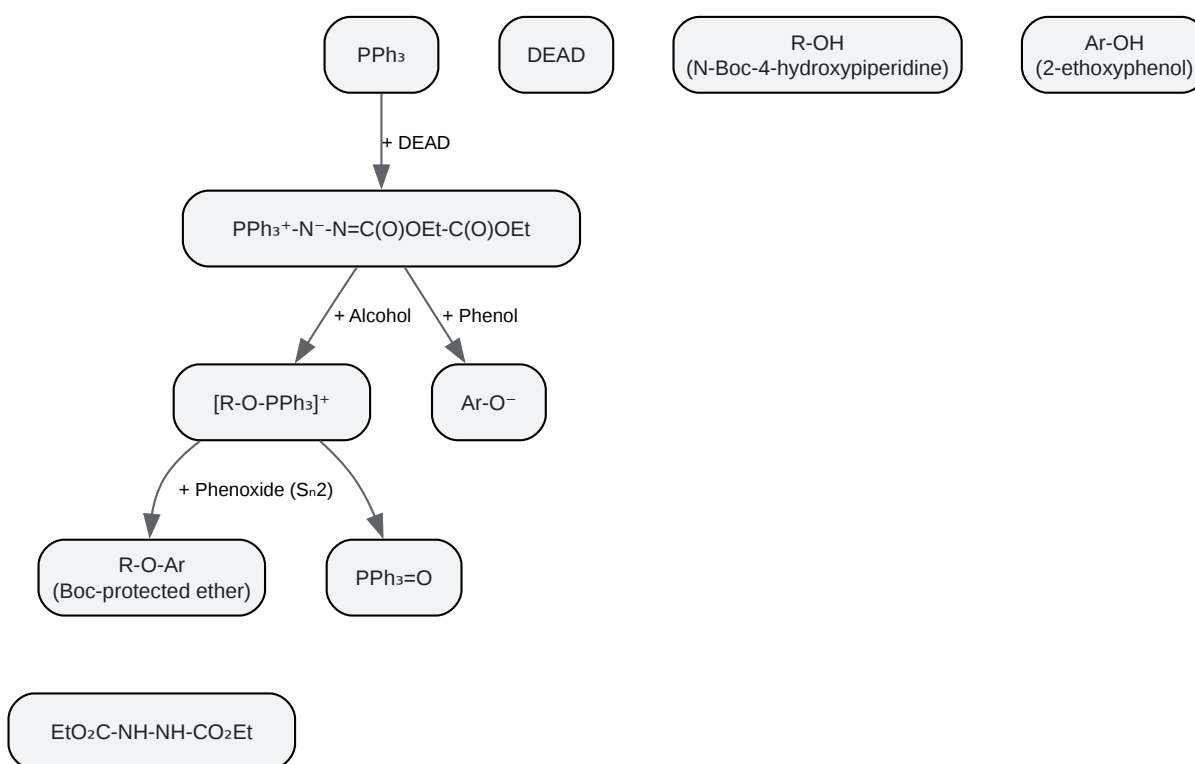 PPh₃
DEAD
R-OH
(N-Boc-4-hydroxypiperidine)
Ar-OH
(2-ethoxyphenol)
+ DEAD
PPh₃⁺-N⁻-N=C(O)OEt-C(O)OEt
+ Alcohol
+ Phenol
[R-O-PPh₃]⁺
Ar-O⁻
+ Phenoxide (Sₙ2)
R-O-Ar
(Boc-protected ether)
PPh₃=O
EtO₂C-NH-NH-CO₂Et